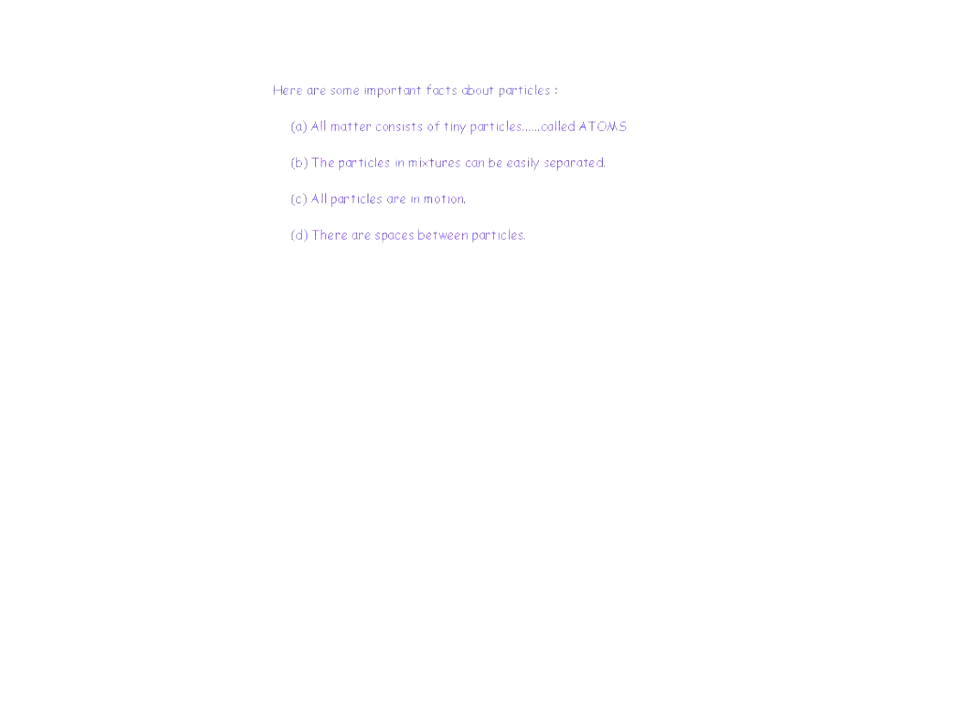 Here are some important facts about particles :
(a) All matter consists of tiny particles......called ATOMS
(b) The particles in mixtures can be easily separated.
(c) All particles are in motion.
(d) There are spaces between particles.